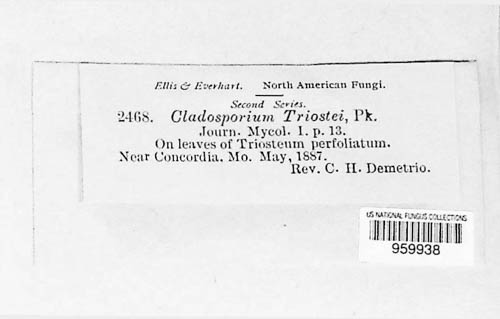 Ellis & Everhart. North American Fungi.
Second Series.
2468. Cladosporium Triostei, Pk.
Journ. Mycol. I. p. 13.
On leaves of Triosteum perfoliatum.
Near Concordia, Mo. May, 1887.
Rev. C. H. Demetrio.
US NATIONAL FUNGUS COLLECTIONS
959938